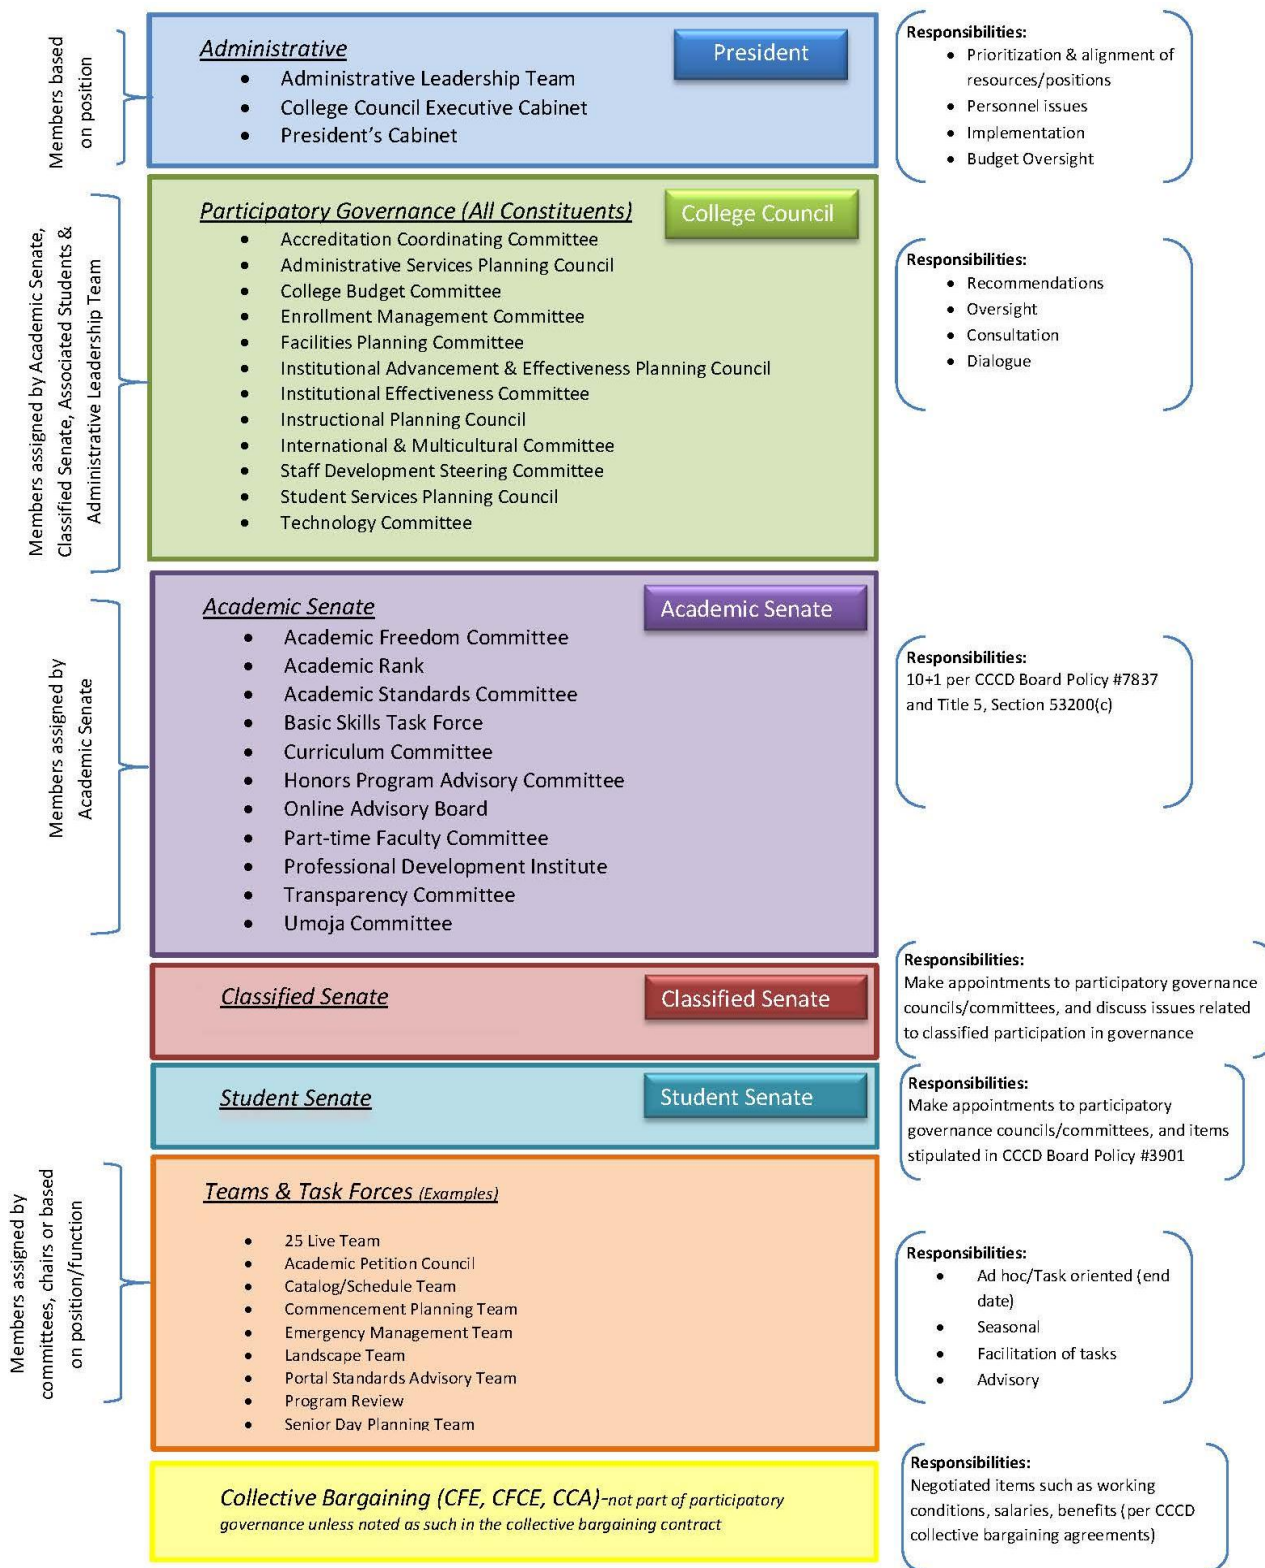 Members based
on position
Administrative
President
• Administrative Leadership Team
• College Council Executive Cabinet
• President's Cabinet
Responsibilities:
• Prioritization & alignment of
resources/positions
• Personnel issues
• Implementation
• Budget Oversight
Members assigned by Academic Senate,
Classified Senate, Associated Students &
Administrative Leadership Team
Participatory Governance (All Constituents)
College Council
• Accreditation Coordinating Committee
• Administrative Services Planning Council
• College Budget Committee
• Enrollment Management Committee
• Facilities Planning Committee
• Institutional Advancement & Effectiveness Planning Council
• Institutional Effectiveness Committee
• Instructional Planning Council
• International & Multicultural Committee
• Staff Development Steering Committee
• Student Services Planning Council
• Technology Committee
Responsibilities:
• Recommendations
• Oversight
• Consultation
• Dialogue
Members assigned by
Academic Senate
Academic Senate
Academic Senate
• Academic Freedom Committee
• Academic Rank
• Academic Standards Committee
• Basic Skills Task Force
• Curriculum Committee
• Honors Program Advisory Committee
• Online Advisory Board
• Part-time Faculty Committee
• Professional Development Institute
• Transparency Committee
• Umoja Committee
Responsibilities:
10+1 per CCCD Board Policy #7837
and Title 5, Section 53200(c)
Classified Senate
Classified Senate
Responsibilities:
Make appointments to participatory governance
councils/committees, and discuss issues related
to classified participation in governance
Student Senate
Student Senate
Responsibilities:
Make appointments to participatory
governance councils/committees, and items
stipulated in CCCD Board Policy #3901
Members assigned by
committees, chairs or based
on position/function
Teams & Task Forces (Examples)
• 25 Live Team
• Academic Petition Council
• Catalog/Schedule Team
• Commencement Planning Team
• Emergency Management Team
• Landscape Team
• Portal Standards Advisory Team
• Program Review
• Senior Day Planning Team
Responsibilities:
• Ad hoc/Task oriented (end
date)
• Seasonal
• Facilitation of tasks
• Advisory
Collective Bargaining (CFE, CFCE, CCA)-not part of participatory
governance unless noted as such in the collective bargaining contract
Responsibilities:
Negotiated items such as working
conditions, salaries, benefits (per CCCD
collective bargaining agreements)